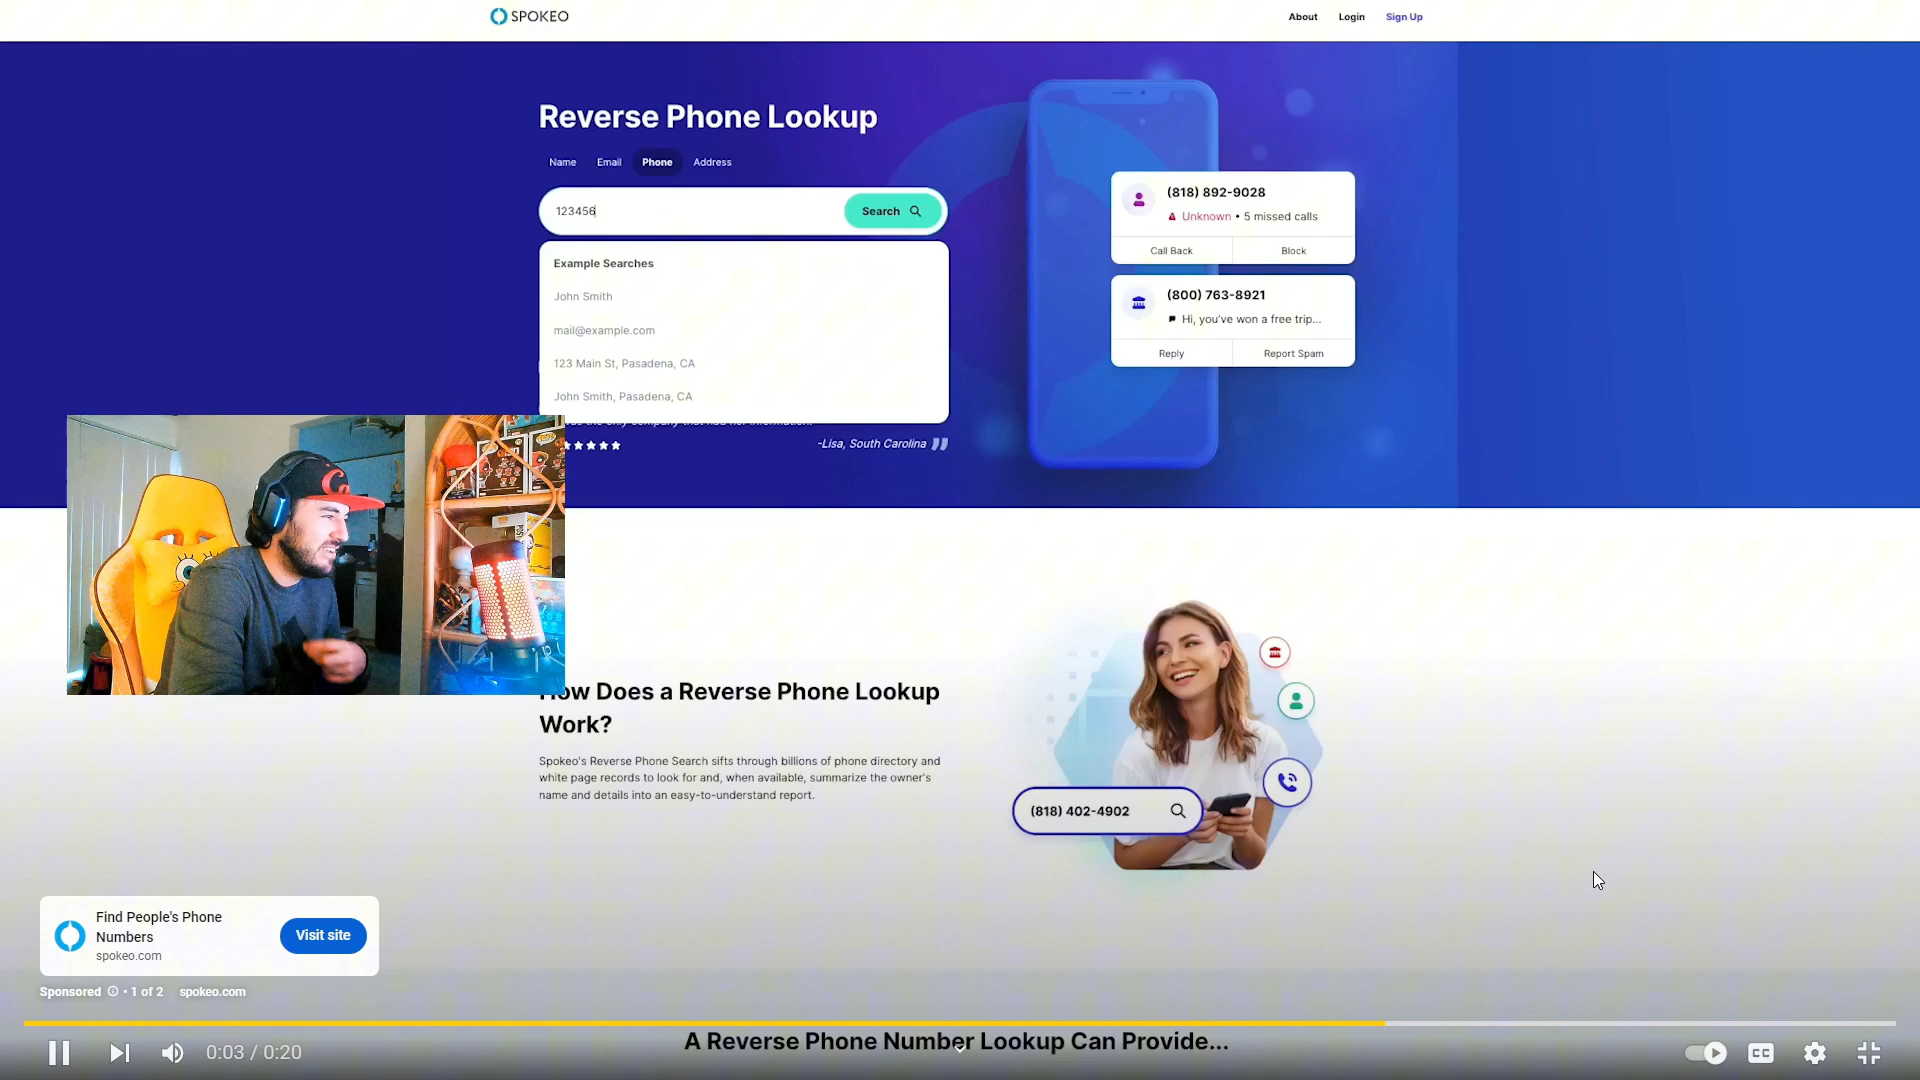 SPOKEO
About Login Sign Up
Reverse Phone Lookup
Name Email Phone Address
123456
Search
Example Searches
John Smith
mail@example.com
123 Main St, Pasadena, CA
John Smith, Pasadena, CA
-Lisa, South Carolina
(818) 892-9028
Unknown • 5 missed calls
Call Back Block
(800) 763-8921
Hi, you've won a free trip...
Reply Report Spam
How Does a Reverse Phone Lookup
Work?
Spokeo's Reverse Phone Search sifts through billions of phone directory and
white page records to look for and, when available, summarize the owner's
name and details into an easy-to-understand report.
(818) 402-4902
Find People's Phone
Numbers
spokeo.com
Visit site
Sponsored • 1 of 2 spokeo.com
A Reverse Phone Number Lookup Can Provide...
0:03 / 0:20
CC